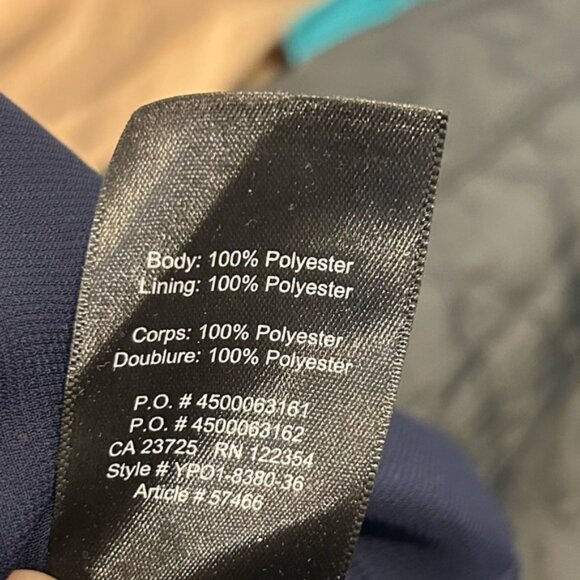 Body: 100% Polyester
Lining: 100% Polyester
Corps: 100% Polyester
Doublure: 100% Polyester
P.O. # 4500063161
P.O. # 4500063162
CA 23725 RN 122354
Style # YPO1-8380-36
Article # 57466